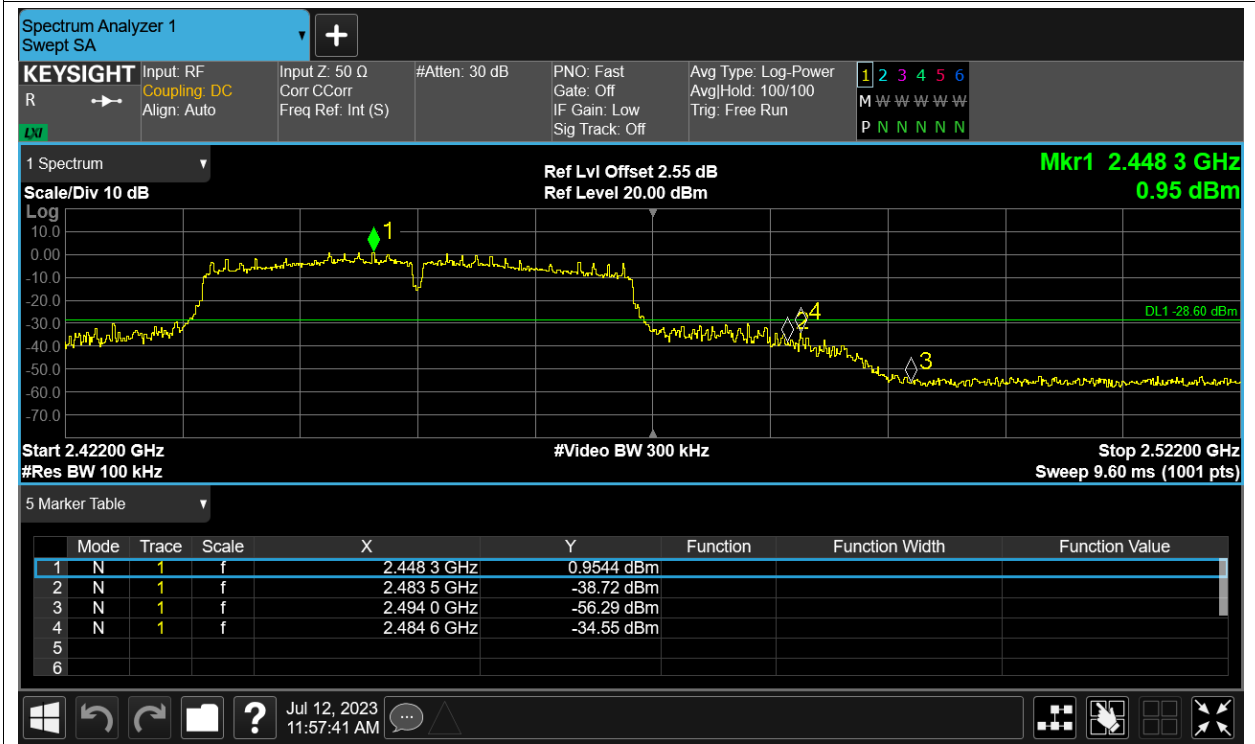 Spectrum Analyzer 1
Swept SA
KEYSIGHT Input: RF Input Z: 50 Ω #Atten: 30 dB PNO: Fast Avg Type: Log-Power 1 2 3 4 5 6
R Coupling: DC Corr CCorr Gate: Off Avg|Hold: 100/100 M W W W W W
Align: Auto Freq Ref: Int (S) IF Gain: Low Trig: Free Run
LXI Sig Track: Off P N N N N N
1 Spectrum Ref Lvl Offset 2.55 dB Mkr1 2.448 3 GHz
Scale/Div 10 dB Ref Level 20.00 dBm 0.95 dBm
Log
10.0
0.00
-10.0
-20.0
-30.0
-40.0
-50.0
-60.0
-70.0
1
2
4
3
DL1 -28.60 dBm
Start 2.42200 GHz #Video BW 300 kHz Stop 2.52200 GHz
#Res BW 100 kHz Sweep 9.60 ms (1001 pts)
5 Marker Table
Mode Trace Scale X Y Function Function Width Function Value
1 N 1 f 2.448 3 GHz 0.9544 dBm
2 N 1 f 2.483 5 GHz -38.72 dBm
3 N 1 f 2.494 0 GHz -56.29 dBm
4 N 1 f 2.484 6 GHz -34.55 dBm
5
6
? Jul 12, 2023
11:57:41 AM